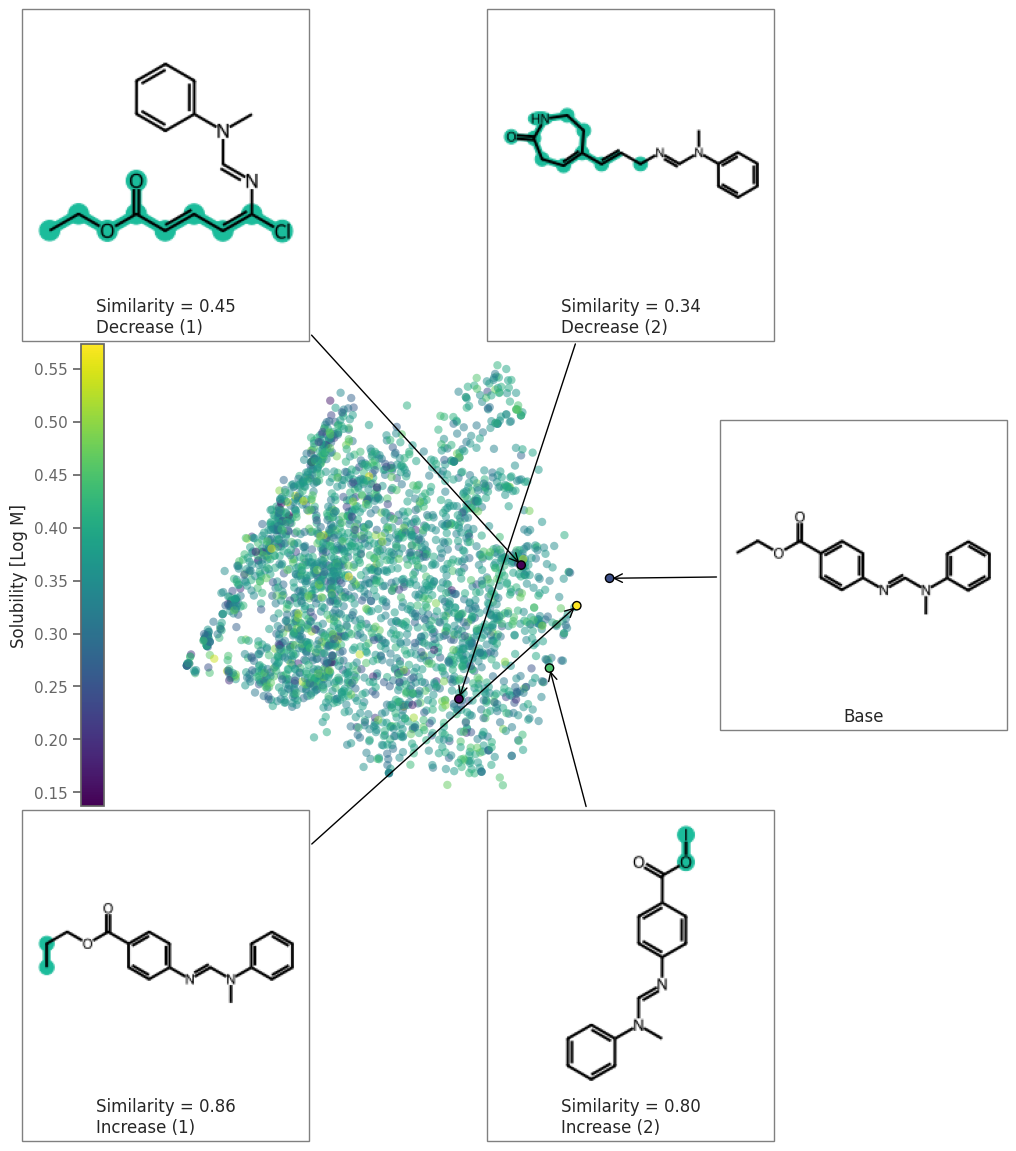 N
O
N
O
Cl
Similarity = 0.45
Decrease (1)
HN
O
N
N
Similarity = 0.34
Decrease (2)
0.55
0.50
0.45
0.40
0.35
0.30
0.25
0.20
0.15
Solubility [Log M]
O
O
N
N
Base
O
O
N
N
Similarity = 0.86
Increase (1)
O
O
N
N
Similarity = 0.80
Increase (2)